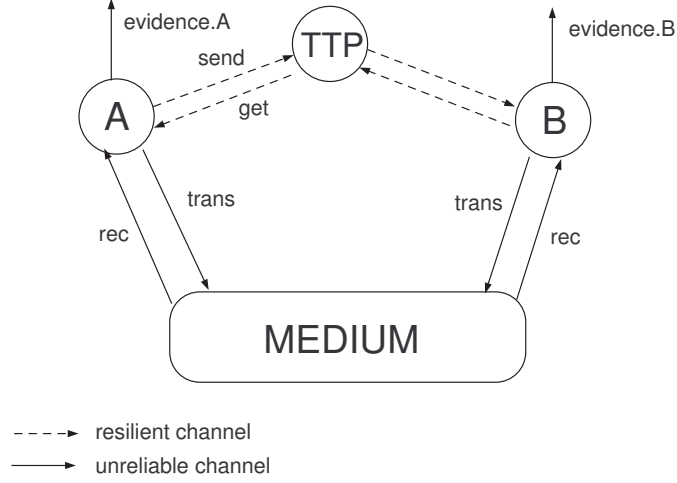 evidence.A
TTP
evidence.B
send
A
get
B
trans
trans
rec
rec
MEDIUM
resilient channel
unreliable channel